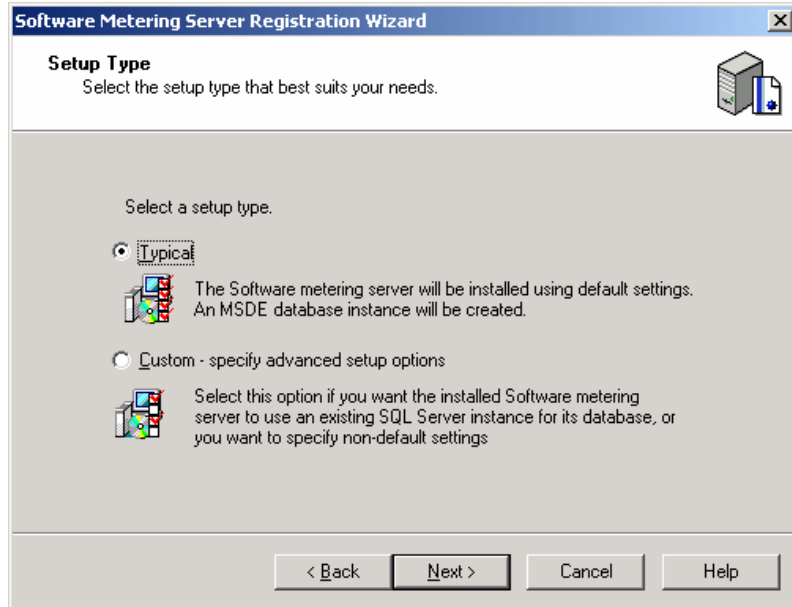 Software Metering Server Registration Wizard
Setup Type
Select the setup type that best suits your needs.
Select a setup type.
Typical
The Software metering server will be installed using default settings.
An MSDE database instance will be created.
Custom - specify advanced setup options
Select this option if you want the installed Software metering
server to use an existing SQL Server instance for its database, or
you want to specify non-default settings
< Back
Next >
Cancel
Help